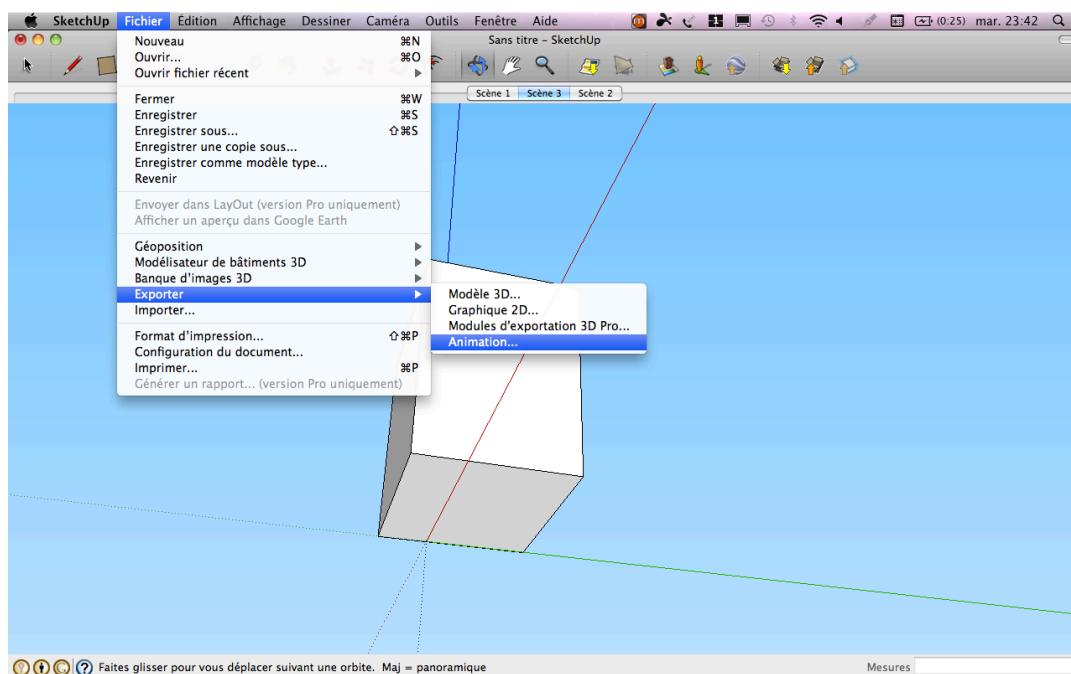 SketchUp Fichier Édition Affichage Dessiner Caméra Outils Fenêtre Aide (0:25) mar. 23:42
Sans titre – SketchUp
Scène 1 Scène 3 Scène 2
Nouveau ⌘N
Ouvrir... ⌘O
Ouvrir fichier récent
Fermer ⌘W
Enregistrer ⌘S
Enregistrer sous... ⇧⌘S
Enregistrer une copie sous...
Enregistrer comme modèle type...
Revenir
Envoyer dans LayOut (version Pro uniquement)
Afficher un aperçu dans Google Earth
Géoposition
Modélisateur de bâtiments 3D
Banque d'images 3D
Exporter
Importer...
Format d'impression... ⇧⌘P
Configuration du document...
Imprimer... ⌘P
Générer un rapport... (version Pro uniquement)
Modèle 3D...
Graphique 2D...
Modules d'exportation 3D Pro...
Animation...
Faites glisser pour vous déplacer suivant une orbite. Maj = panoramique
Mesures